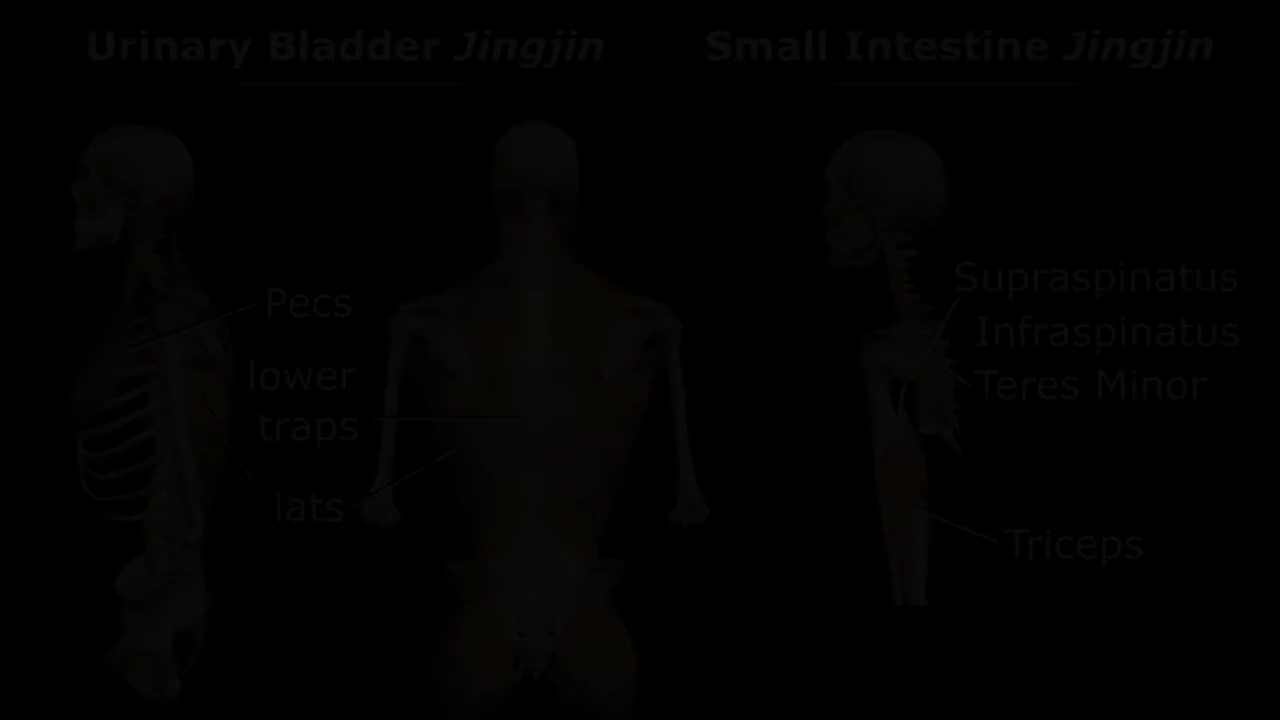 Urinary Bladder Jingjin
Small Intestine Jingjin
Pecs
lower
traps
lats
Supraspinatus
Infraspinatus
Teres Minor
Triceps